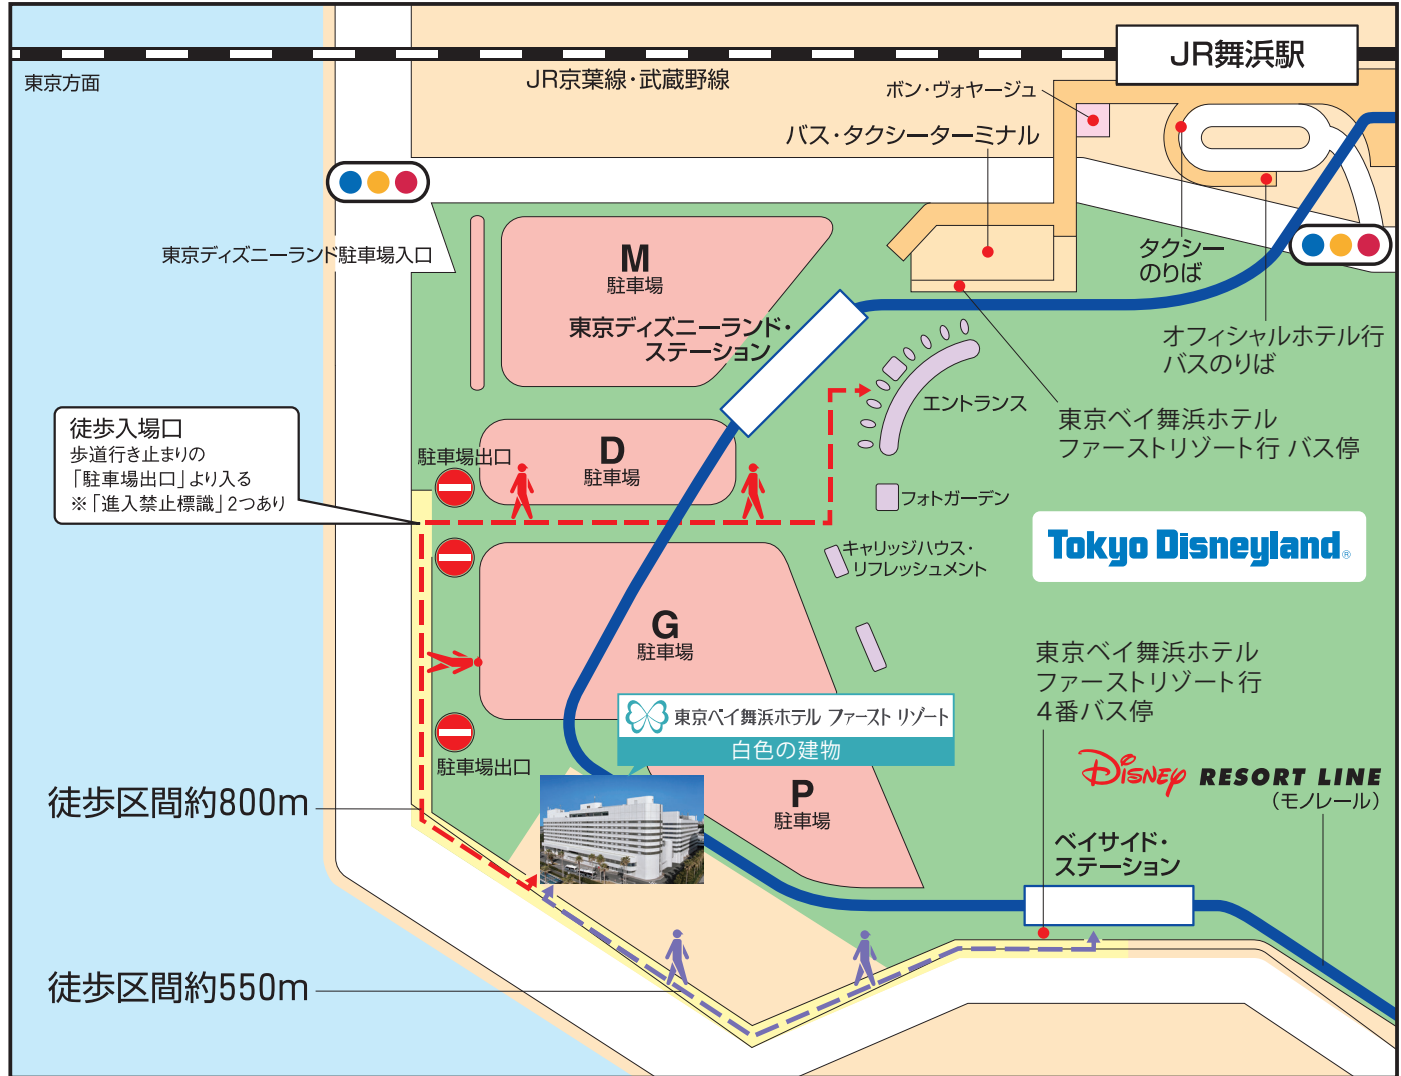 JR舞浜駅
東京方面
JR京葉線・武蔵野線
ボン・ヴォヤージュ
バス・タクシーターミナル
東京ディズニーランド駐車場入口
M
駐車場
タクシー
のりば
東京ディズニーランド・
ステーション
オフィシャルホテル行
バスのりば
エントランス
東京ベイ舞浜ホテル
ファーストリゾート行 バス停
徒歩入場口
歩道行き止まりの
「駐車場出口」より入る
※「進入禁止標識」2つあり
駐車場出口
D
駐車場
フォトガーデン
Tokyo Disneyland®
キャリッジハウス・
リフレッシュメント
G
駐車場
東京ベイ舞浜ホテル
ファーストリゾート行
4番バス停
東京ベイ舞浜ホテル ファースト リゾート
白色の建物
駐車場出口
P
駐車場
Disney RESORT LINE
（モノレール）
徒歩区間約800m
ベイサイド・
ステーション
徒歩区間約550m